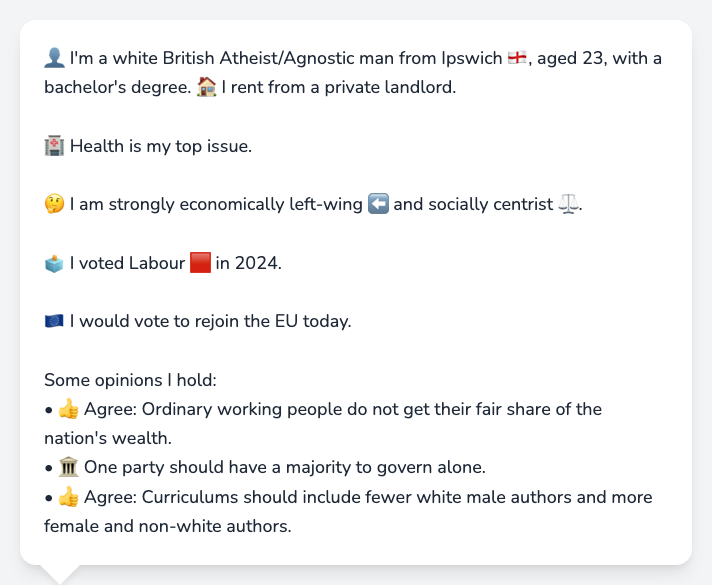 👤 I'm a white British Atheist/Agnostic man from Ipswich 🏴󠁧󠁢󠁥󠁮󠁧󠁿, aged 23, with a
bachelor's degree. 🏠 I rent from a private landlord.
🏥 Health is my top issue.
🤔 I am strongly economically left-wing ⬅️ and socially centrist ⚖️.
🗳️ I voted Labour 🟥 in 2024.
🇪🇺 I would vote to rejoin the EU today.
Some opinions I hold:
• 👍 Agree: Ordinary working people do not get their fair share of the
nation's wealth.
• 🏛️ One party should have a majority to govern alone.
• 👍 Agree: Curriculums should include fewer white male authors and more
female and non-white authors.